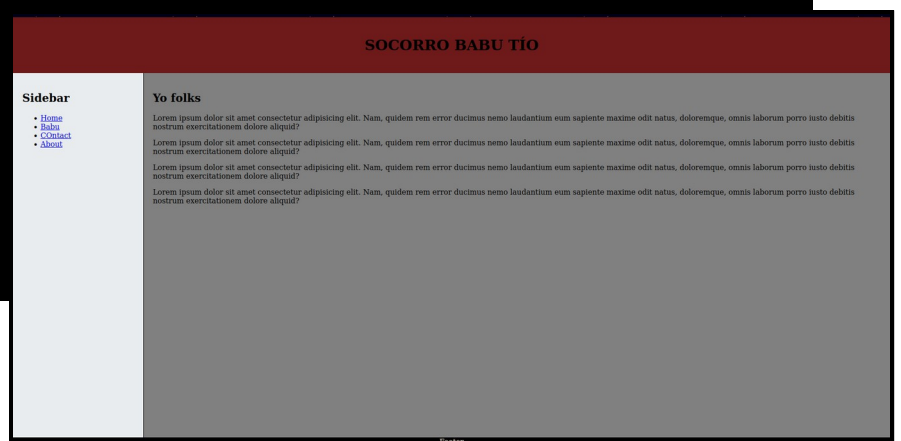 SOCORRO BABU TÍO
Sidebar
Home
Babu
COntact
About
Yo folks
Lorem ipsum dolor sit amet consectetur adipisicing elit. Nam, quidem rem error ducimus nemo laudantium eum sapiente maxime odit natus, doloremque, omnis laborum porro iusto debitis
nostrum exercitationem dolore aliquid?
Lorem ipsum dolor sit amet consectetur adipisicing elit. Nam, quidem rem error ducimus nemo laudantium eum sapiente maxime odit natus, doloremque, omnis laborum porro iusto debitis
nostrum exercitationem dolore aliquid?
Lorem ipsum dolor sit amet consectetur adipisicing elit. Nam, quidem rem error ducimus nemo laudantium eum sapiente maxime odit natus, doloremque, omnis laborum porro iusto debitis
nostrum exercitationem dolore aliquid?
Lorem ipsum dolor sit amet consectetur adipisicing elit. Nam, quidem rem error ducimus nemo laudantium eum sapiente maxime odit natus, doloremque, omnis laborum porro iusto debitis
nostrum exercitationem dolore aliquid?
Footer